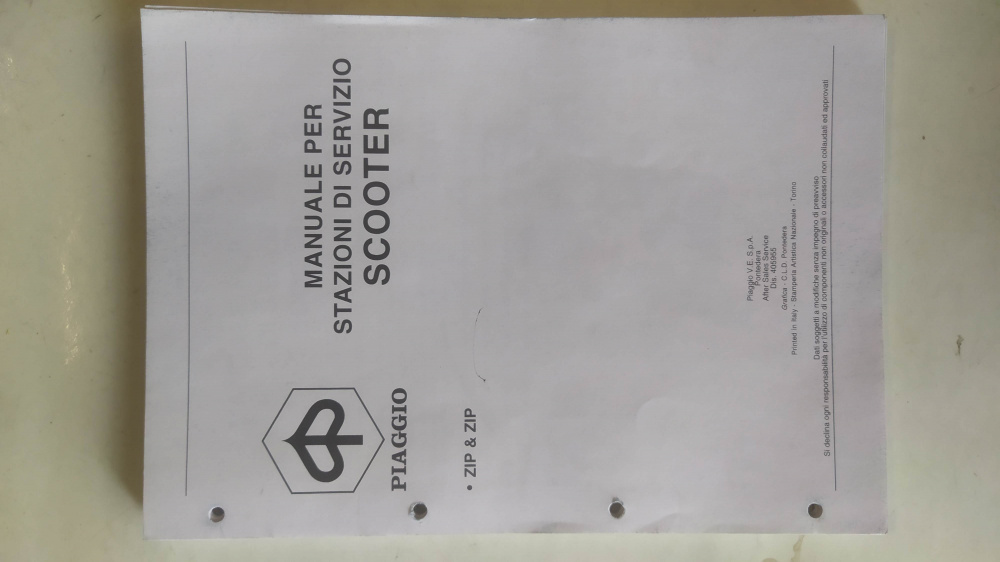 PIAGGIO
MANUALE PER
STAZIONI DI SERVIZIO
SCOOTER
• ZIP & ZIP
Piaggio V.E. S.p.A.
Pontedera
After Sales Service
Dis. 405955
Grafica - C.L.D. Pontedera
Printed in Italy - Stamperia Artistica Nazionale - Torino
Dati soggetti a modifiche senza impegno di preavviso
Si declina ogni responsabilità per l'utilizzo di componenti non originali o accessori non collaudati ed approvati